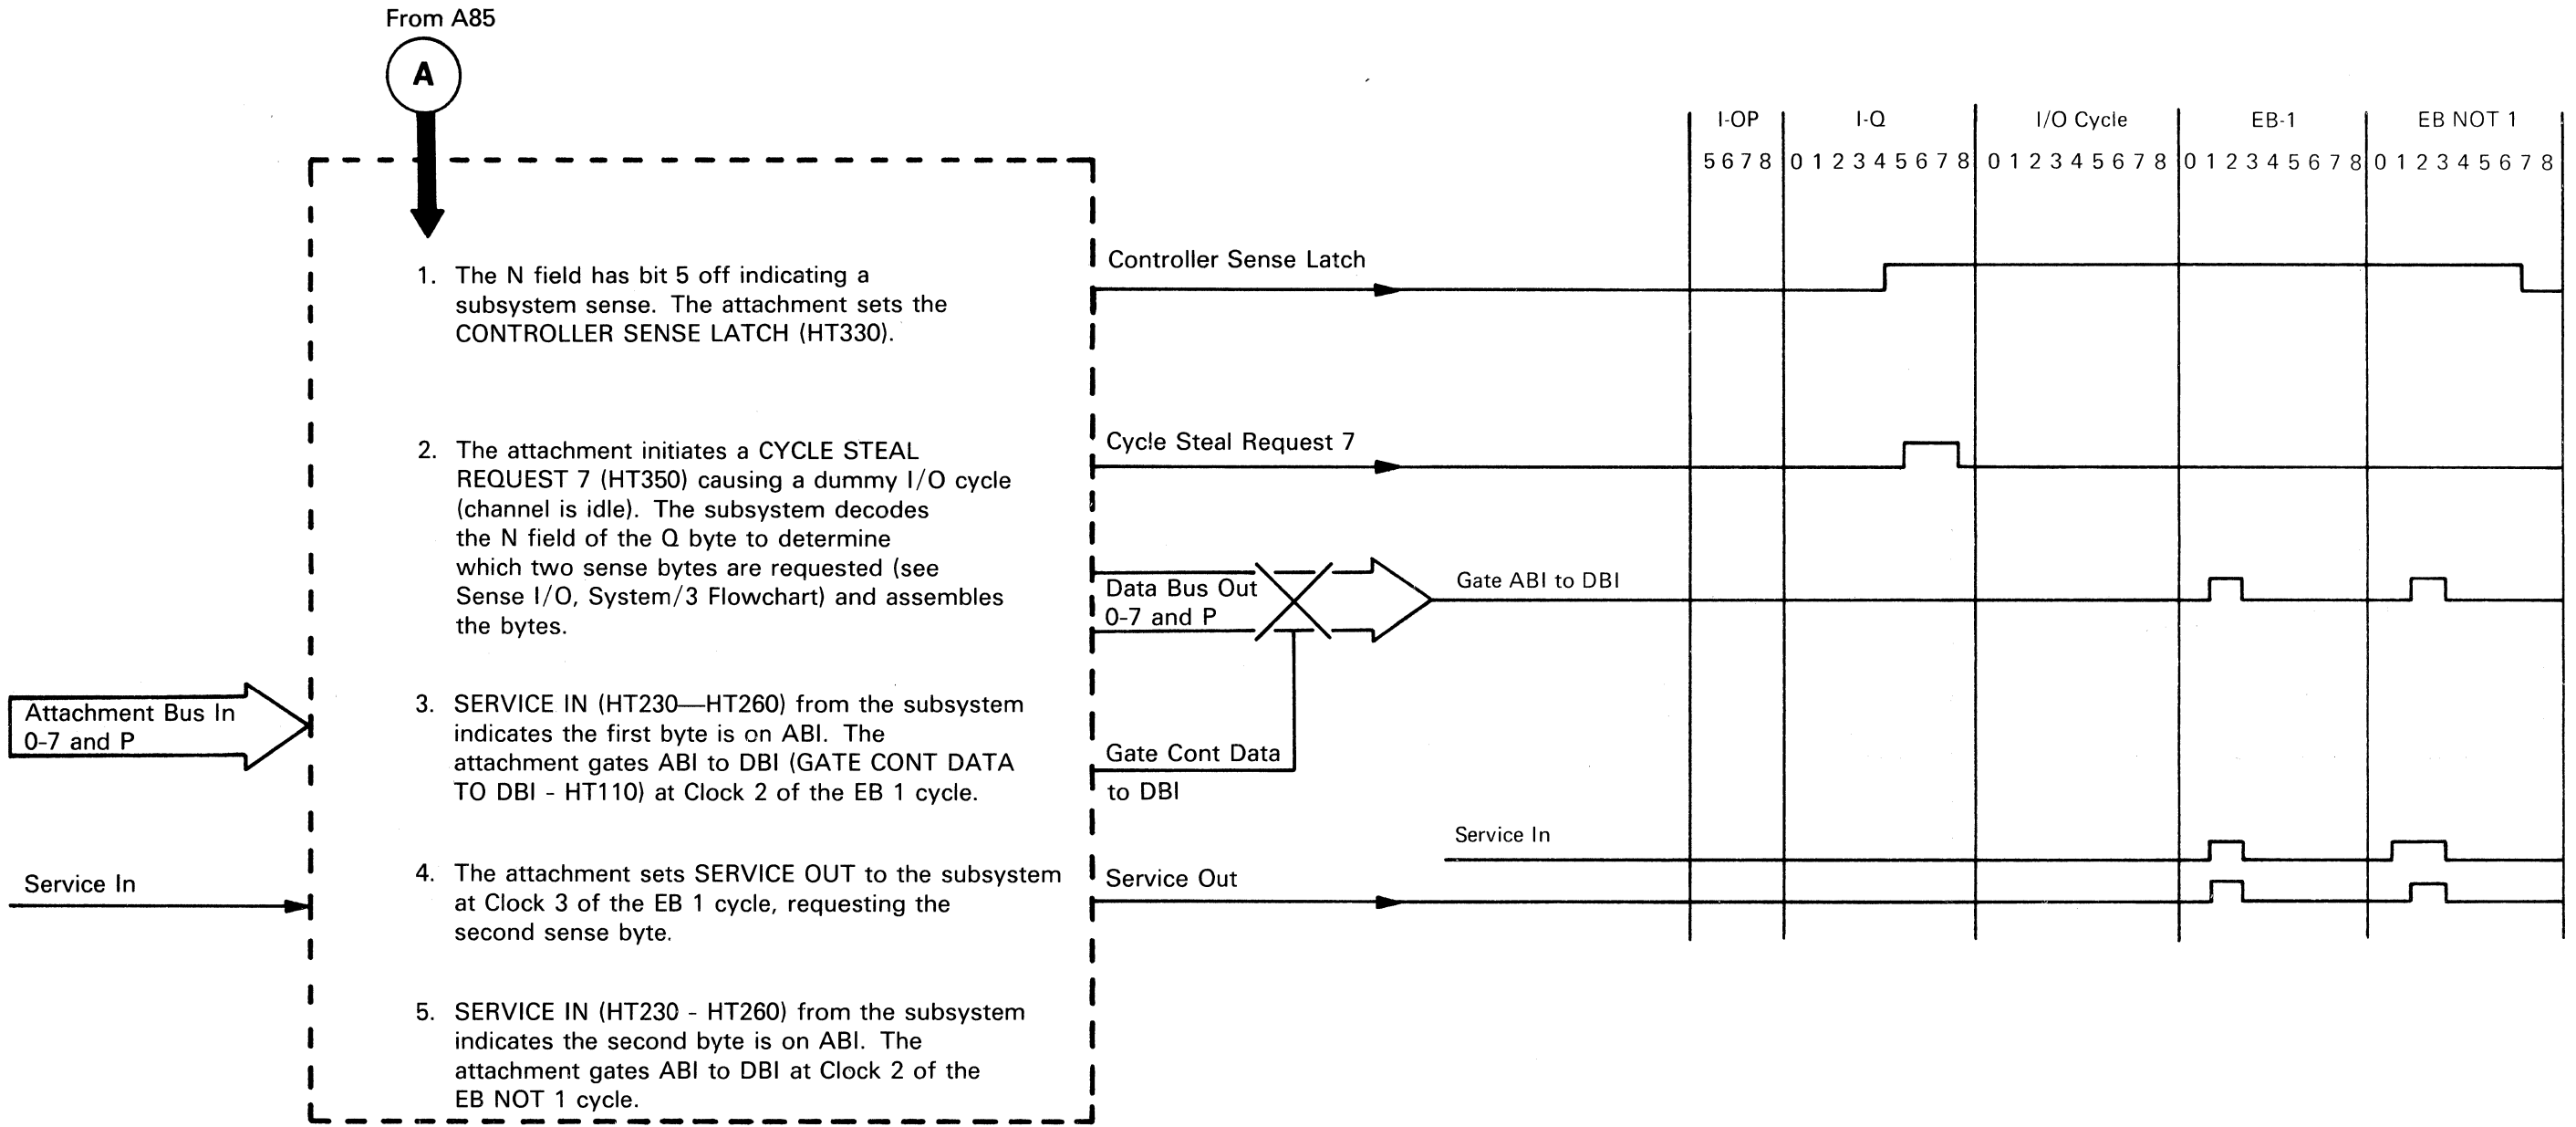 From A85
A
1. The N field has bit 5 off indicating a
subsystem sense. The attachment sets the
CONTROLLER SENSE LATCH (HT330).
2. The attachment initiates a CYCLE STEAL
REQUEST 7 (HT350) causing a dummy I/O cycle
(channel is idle). The subsystem decodes
the N field of the Q byte to determine
which two sense bytes are requested (see
Sense I/O, System/3 Flowchart) and assembles
the bytes.
3. SERVICE IN (HT230—HT260) from the subsystem
indicates the first byte is on ABI. The
attachment gates ABI to DBI (GATE CONT DATA
TO DBI - HT110) at Clock 2 of the EB 1 cycle.
4. The attachment sets SERVICE OUT to the subsystem
at Clock 3 of the EB 1 cycle, requesting the
second sense byte.
5. SERVICE IN (HT230 - HT260) from the subsystem
indicates the second byte is on ABI. The
attachment gates ABI to DBI at Clock 2 of the
EB NOT 1 cycle.
Attachment Bus In
0-7 and P
Service In
Controller Sense Latch
Cycle Steal Request 7
Data Bus Out
0-7 and P
Gate Cont Data
to DBI
Service Out
Gate ABI to DBI
Service In
I-OP I-Q I/O Cycle EB-1 EB NOT 1
5 6 7 8 0 1 2 3 4 5 6 7 8 0 1 2 3 4 5 6 7 8 0 1 2 3 4 5 6 7 8 0 1 2 3 4 5 6 7 8